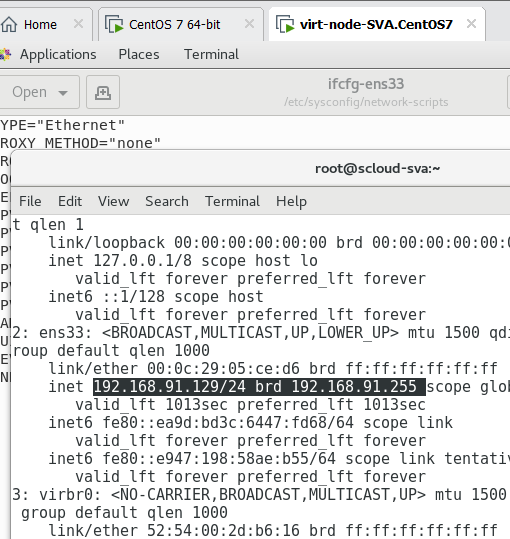 Home
CentOS 7 64-bit
virt-node-SVA.CentOS7
Applications Places Terminal
Open
ifcfg-ens33
/etc/sysconfig/network-scripts
YPE="Ethernet"
ROXY_METHOD="none"
root@scloud-sva:~
File Edit View Search Terminal Help
t qlen 1
link/loopback 00:00:00:00:00:00 brd 00:00:00:00:0
inet 127.0.0.1/8 scope host lo
valid_lft forever preferred_lft forever
inet6 ::1/128 scope host
valid_lft forever preferred_lft forever
2: ens33: <BROADCAST,MULTICAST,UP,LOWER_UP> mtu 1500 qdi
roup default qlen 1000
link/ether 00:0c:29:05:ce:d6 brd ff:ff:ff:ff:ff:ff
inet 192.168.91.129/24 brd 192.168.91.255 scope glob
valid_lft 1013sec preferred_lft 1013sec
inet6 fe80::ea9d:bd3c:6447:fd68/64 scope link
valid_lft forever preferred_lft forever
inet6 fe80::e947:198:58ae:b55/64 scope link tentativ
valid_lft forever preferred_lft forever
3: virbr0: <NO-CARRIER,BROADCAST,MULTICAST,UP> mtu 1500
group default qlen 1000
link/ether 52:54:00:2d:b6:16 brd ff:ff:ff:ff:ff:ff